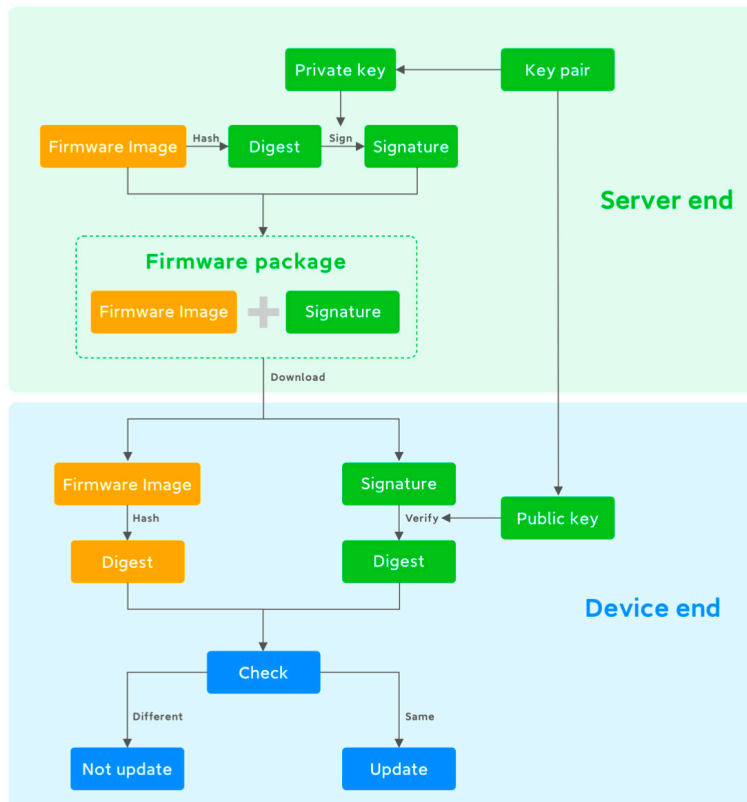 Private key
Key pair
Firmware Image
Hash
Digest
Sign
Signature
Server end
Firmware package
Firmware Image
Signature
Download
Firmware Image
Signature
Hash
Verify
Public key
Digest
Digest
Device end
Check
Different
Same
Not update
Update